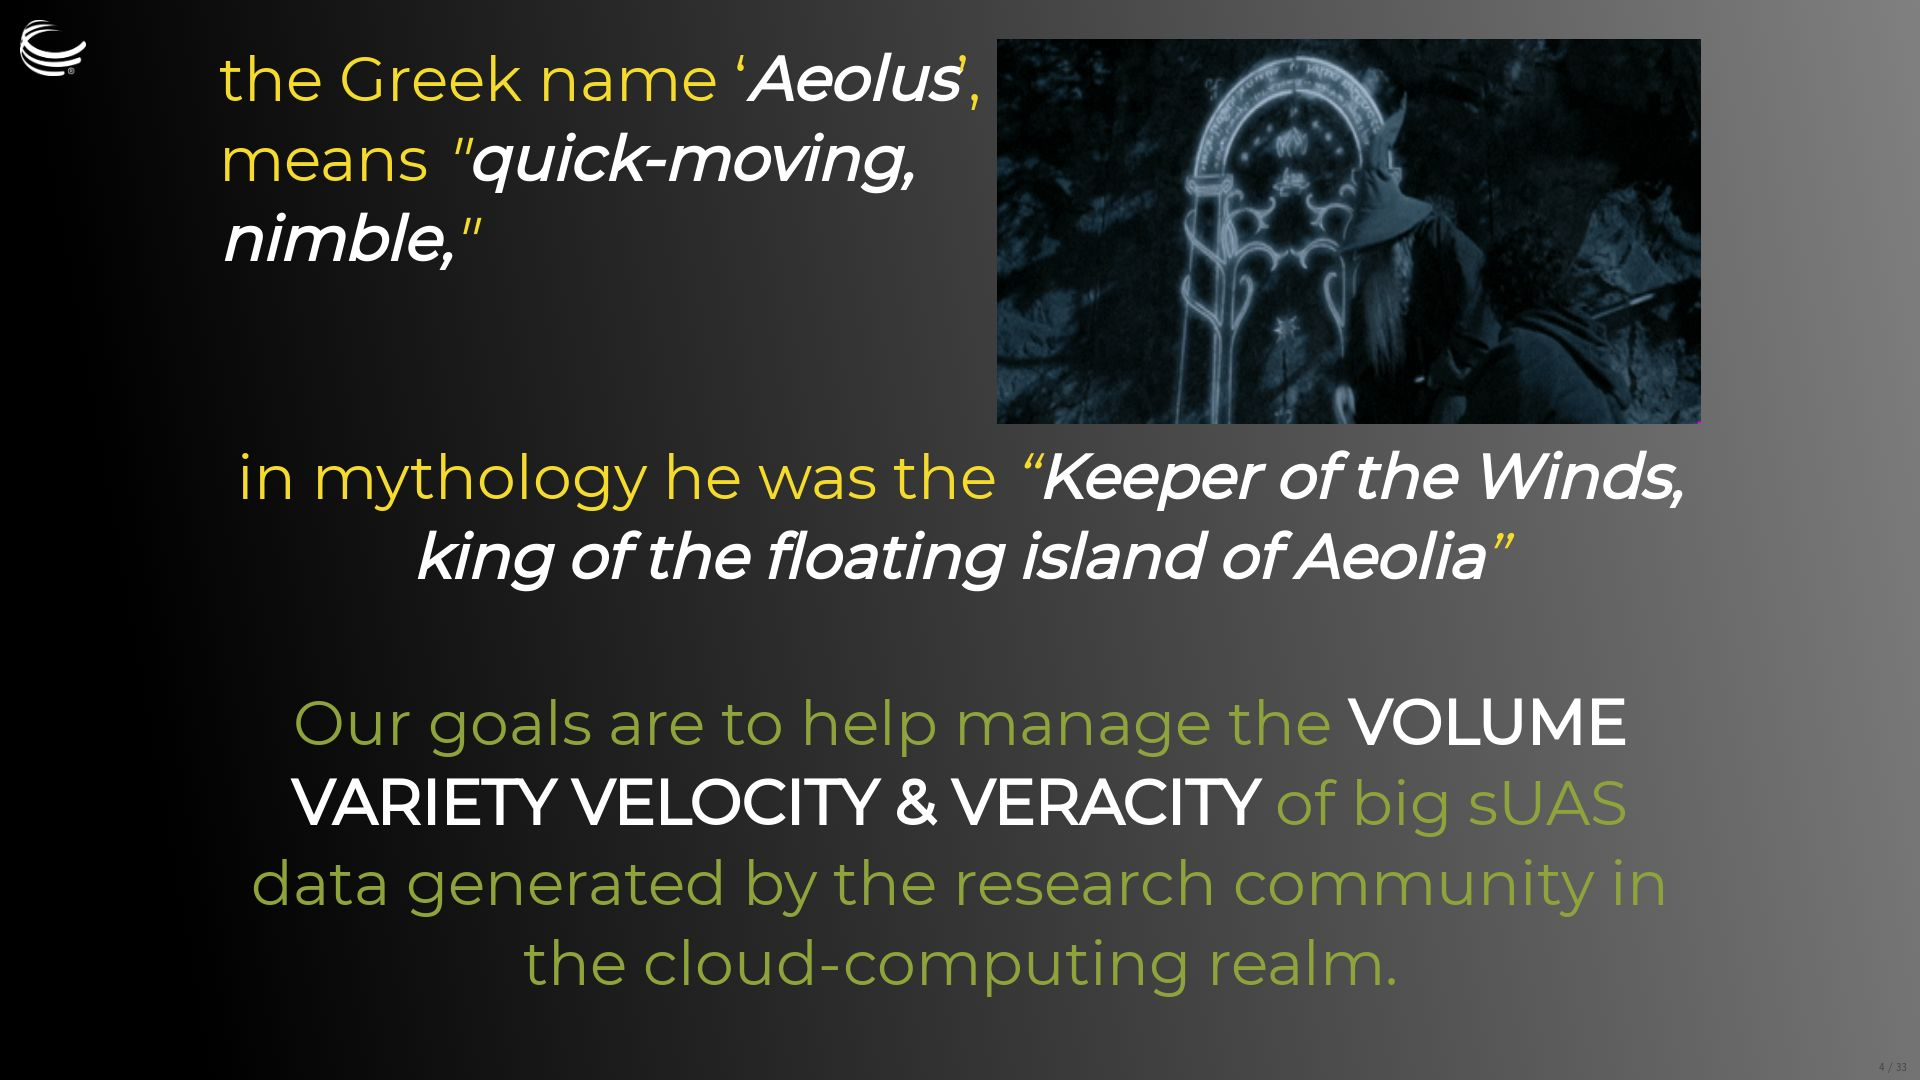 the Greek name ‘Aeolus’,
means "quick-moving,
nimble,"
in mythology he was the “Keeper of the Winds,
king of the floating island of Aeolia”
Our goals are to help manage the VOLUME
VARIETY VELOCITY & VERACITY of big sUAS
data generated by the research community in
the cloud-computing realm.
4 / 33